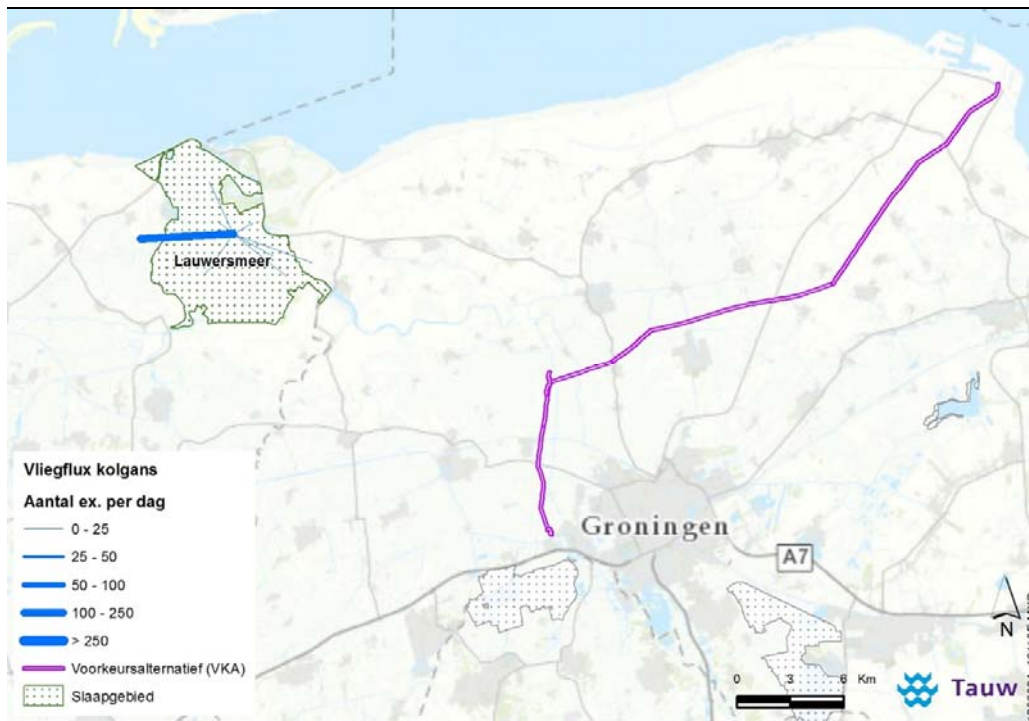 Lauwersmeer
Groningen
A7
Vliegflux kolgans
Aantal ex. per dag
0 - 25
25 - 50
50 - 100
100 - 250
> 250
Voorkeursalternatief (VKA)
Slaapgebied
N
0 3 6 Km
Tauw